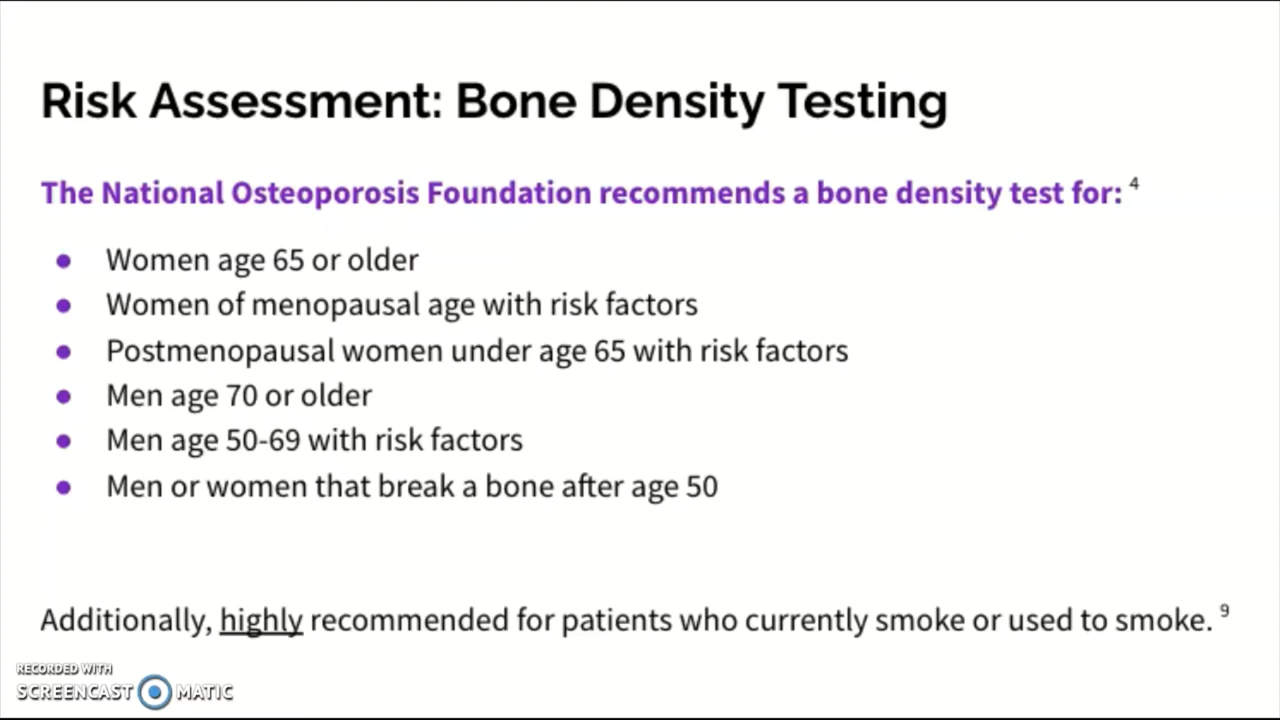 Risk Assessment: Bone Density Testing
The National Osteoporosis Foundation recommends a bone density test for: 4
● Women age 65 or older
● Women of menopausal age with risk factors
● Postmenopausal women under age 65 with risk factors
● Men age 70 or older
● Men age 50-69 with risk factors
● Men or women that break a bone after age 50
Additionally, highly recommended for patients who currently smoke or used to smoke. 9
RECORDED WITH
SCREENCAST MATIC